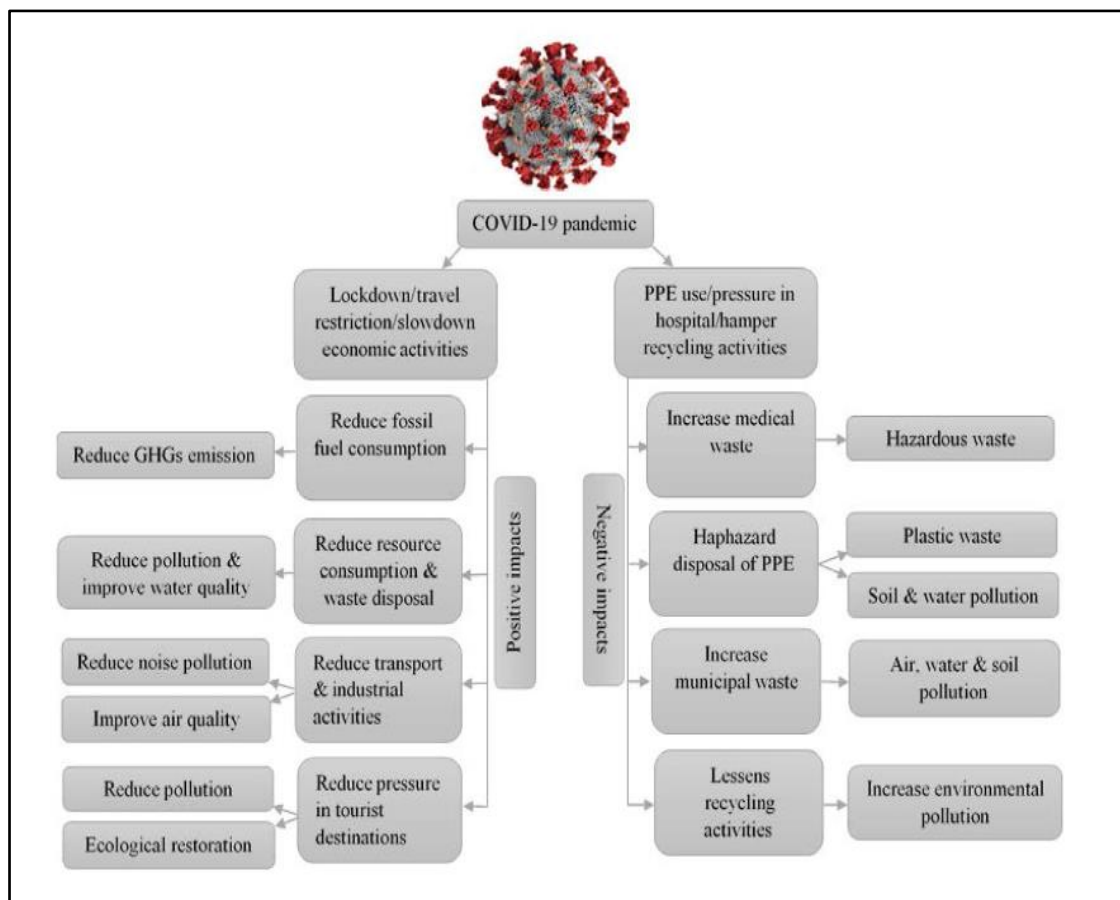 COVID-19 pandemic
Lockdown/travel
restriction/slowdown
economic activities
PPE use/pressure in
hospital/hamper
recycling activities
Positive impacts
Reduce fossil
fuel consumption
Reduce GHGs emission
Reduce resource
consumption &
waste disposal
Reduce pollution &
improve water quality
Reduce transport
& industrial
activities
Reduce noise pollution
Improve air quality
Reduce pressure
in tourist
destinations
Reduce pollution
Ecological restoration
Negative impacts
Increase medical
waste
Hazardous waste
Haphazard
disposal of PPE
Plastic waste
Soil & water pollution
Increase
municipal waste
Air, water & soil
pollution
Lessens
recycling
activities
Increase environmental
pollution